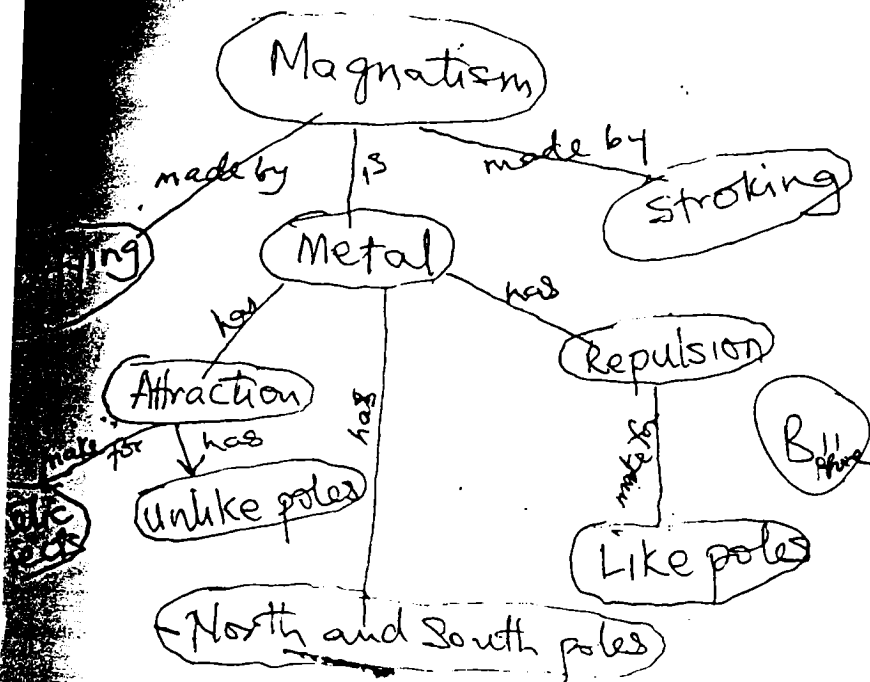 Magnatism
made by
is
made by
Stroking
Metal
has
has
Repulsion
Attraction
has
for
has
Unlike poles
Like poles
North and South poles